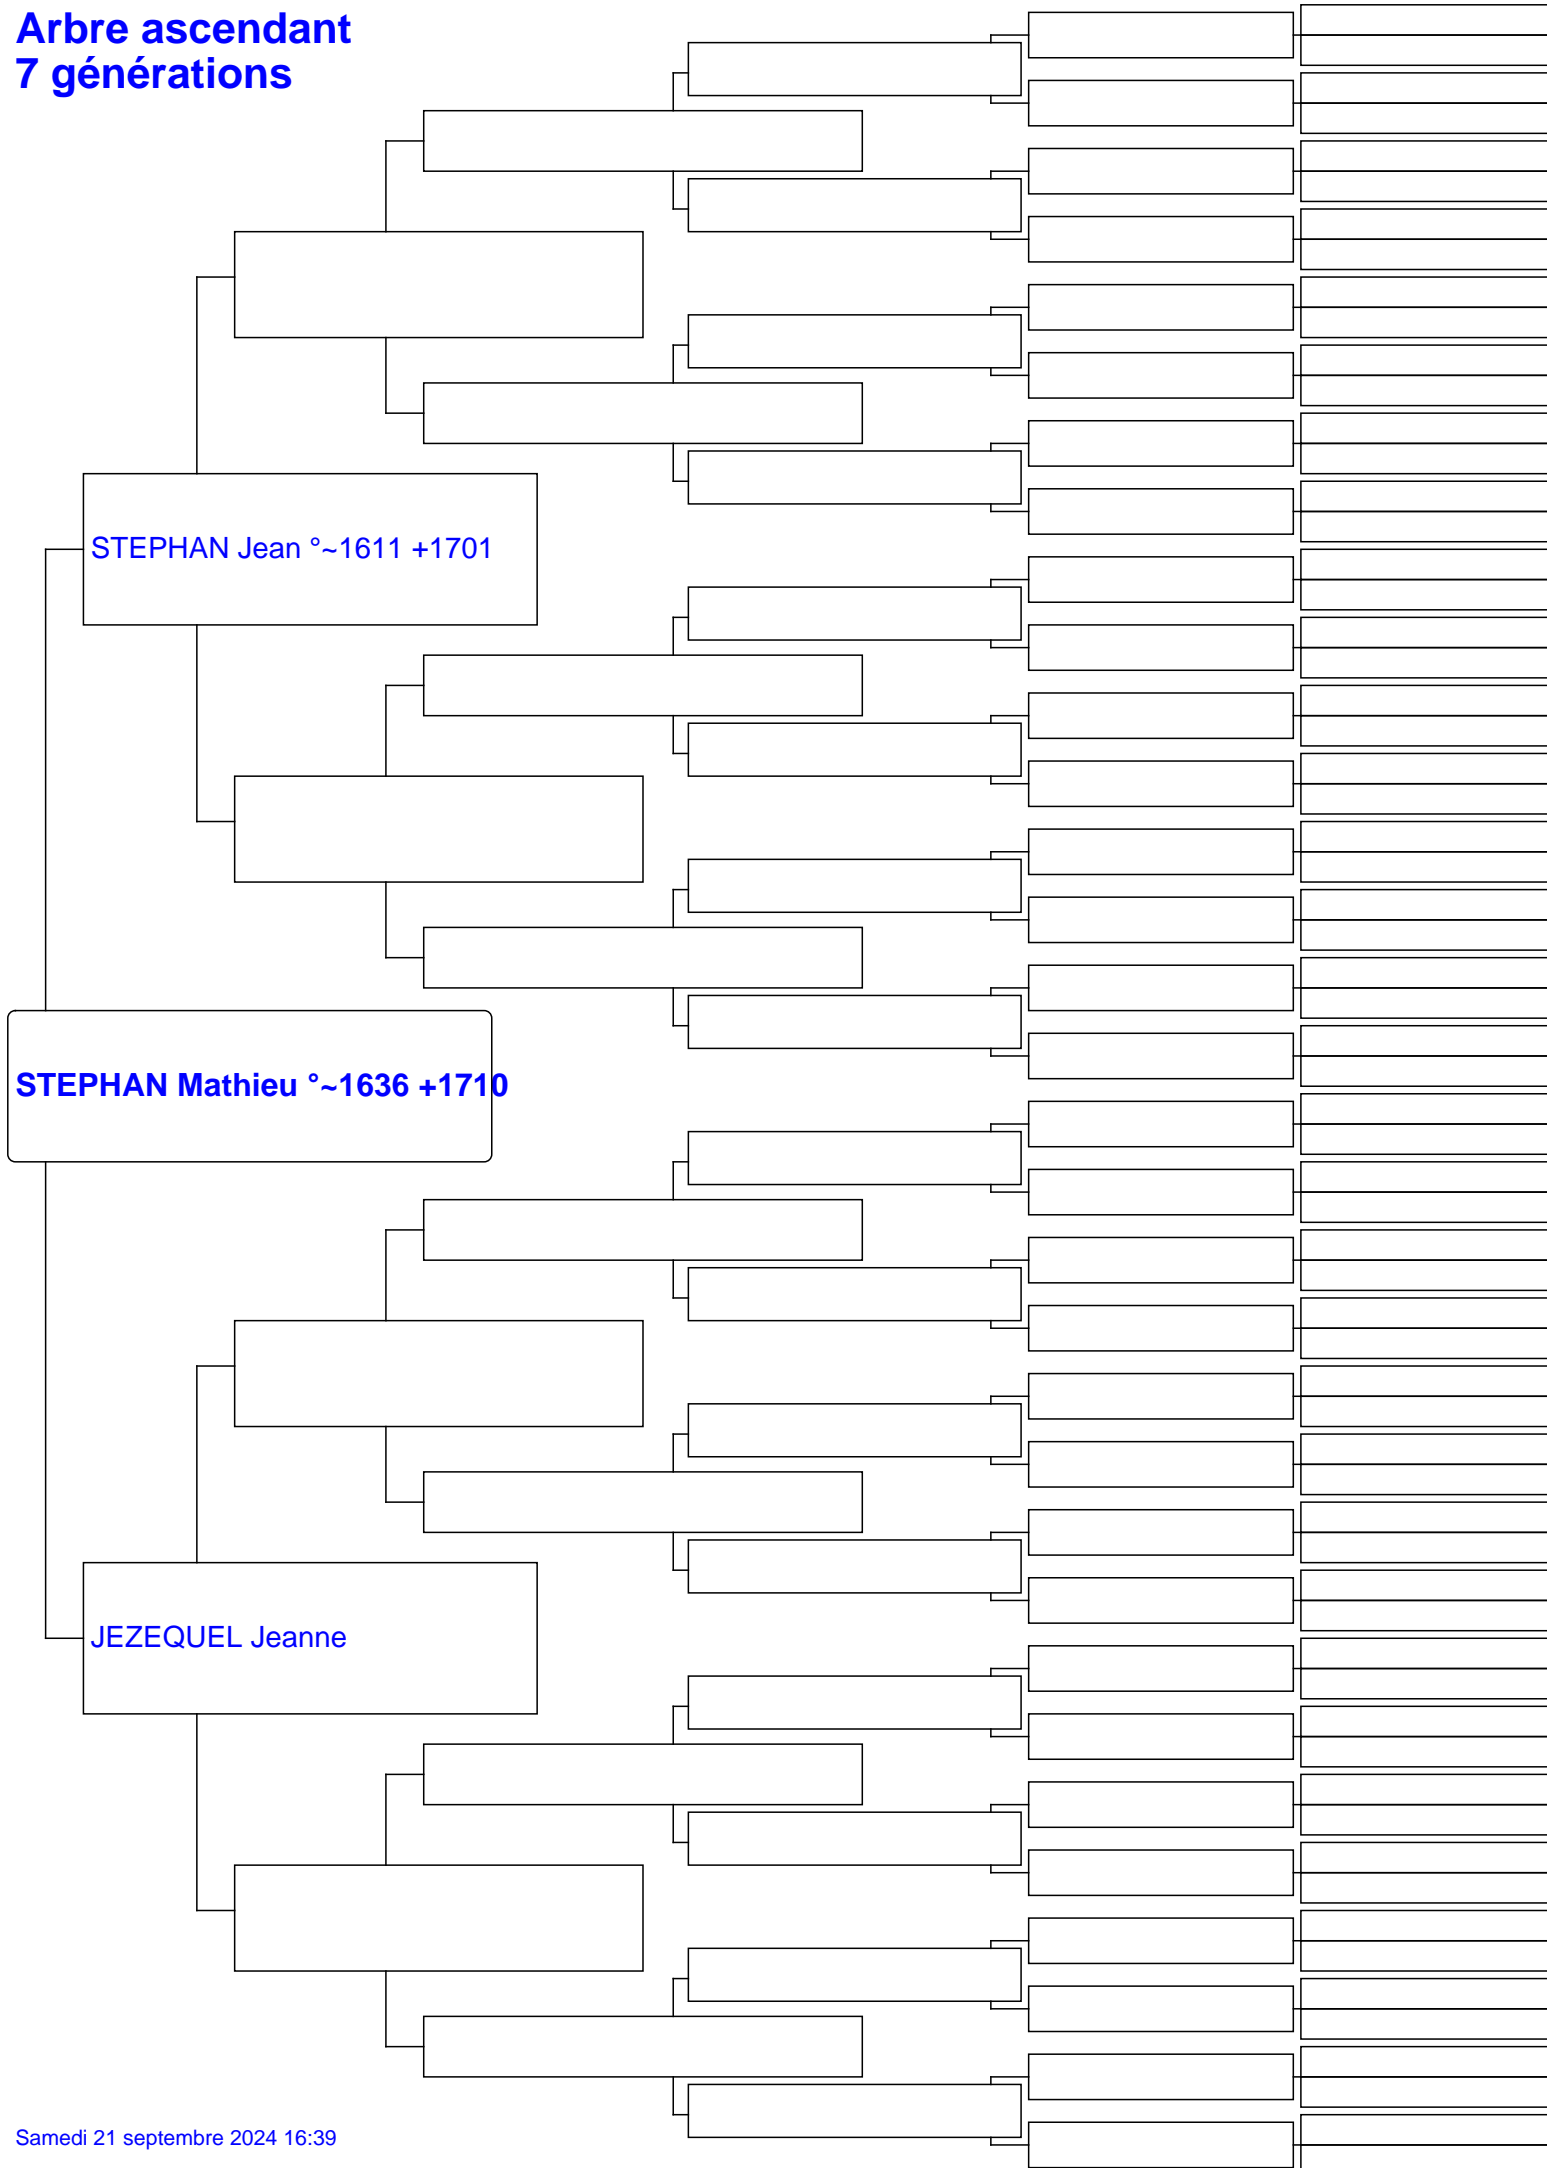 Arbre ascendant
7 générations
STEPHAN Jean °~1611 +1701
STEPHAN Mathieu °~1636 +1710
JEZEQUEL Jeanne
Samedi 21 septembre 2024 16:39